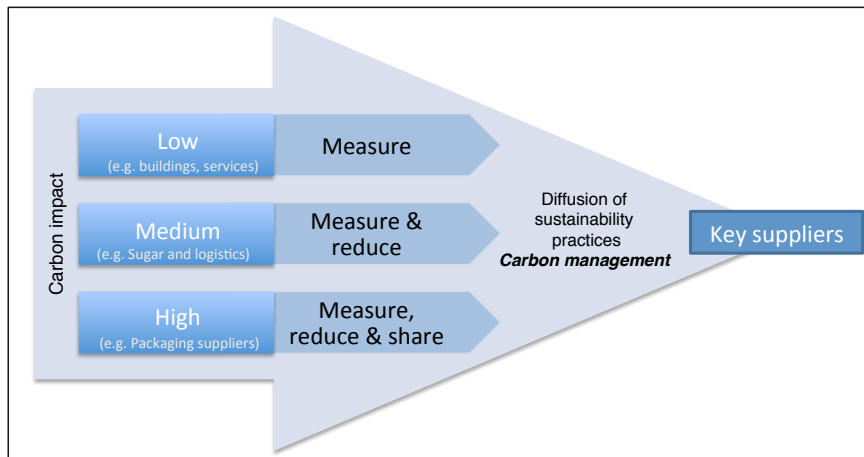 Carbon impact
Low
(e.g. buildings, services)
Measure
Medium
(e.g. Sugar and logistics)
Measure &
reduce
High
(e.g. Packaging suppliers)
Measure,
reduce & share
Diffusion of
sustainability
practices
Carbon management
Key suppliers